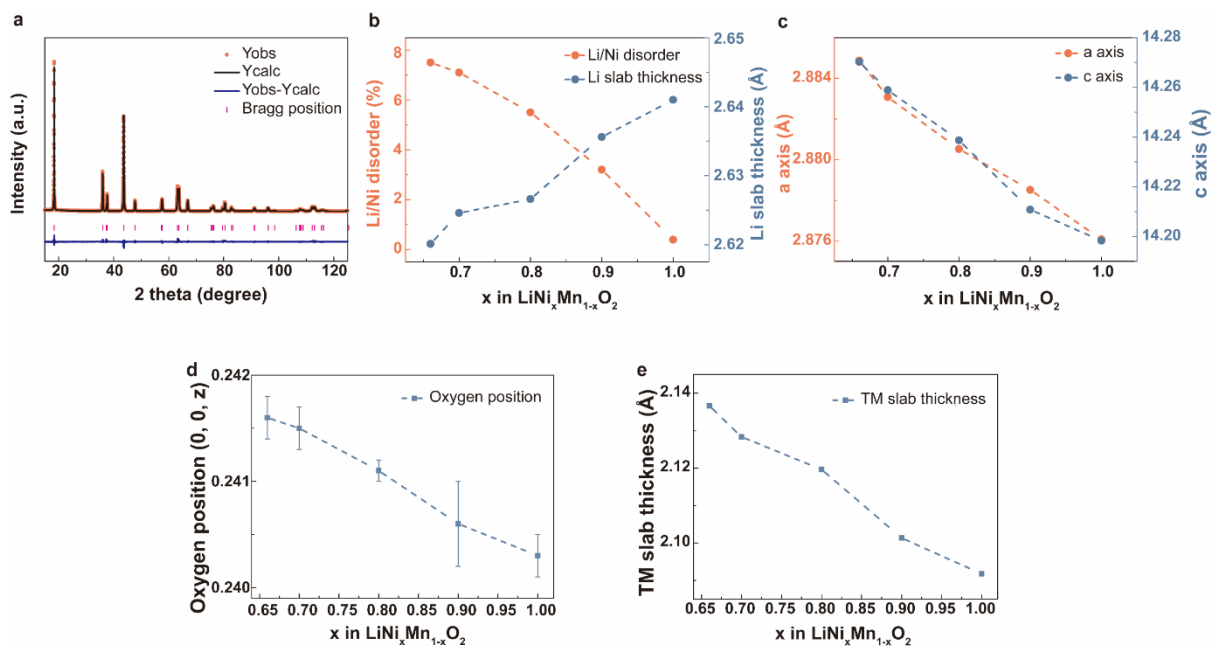 a
Yobs
Ycalc
Yobs-Ycalc
Bragg position
Intensity (a.u.)
20 40 60 80 100 120
2 theta (degree)
b
Li/Ni disorder
Li slab thickness
Li/Ni disorder (%)
8
6
4
2
0
Li slab thickness (Å)
2.65
2.64
2.63
2.62
0.7 0.8 0.9 1.0
x in LiNiₓMn₁₋ₓO₂
c
a axis
c axis
a axis (Å)
2.884
2.880
2.876
c axis (Å)
14.28
14.26
14.24
14.22
14.20
0.7 0.8 0.9 1.0
x in LiNiₓMn₁₋ₓO₂
d
Oxygen position
Oxygen position (0, 0, z)
0.242
0.241
0.240
0.65 0.70 0.75 0.80 0.85 0.90 0.95 1.00
x in LiNiₓMn₁₋ₓO₂
e
TM slab thickness
TM slab thickness (Å)
2.14
2.12
2.10
0.65 0.70 0.75 0.80 0.85 0.90 0.95 1.00
x in LiNiₓMn₁₋ₓO₂